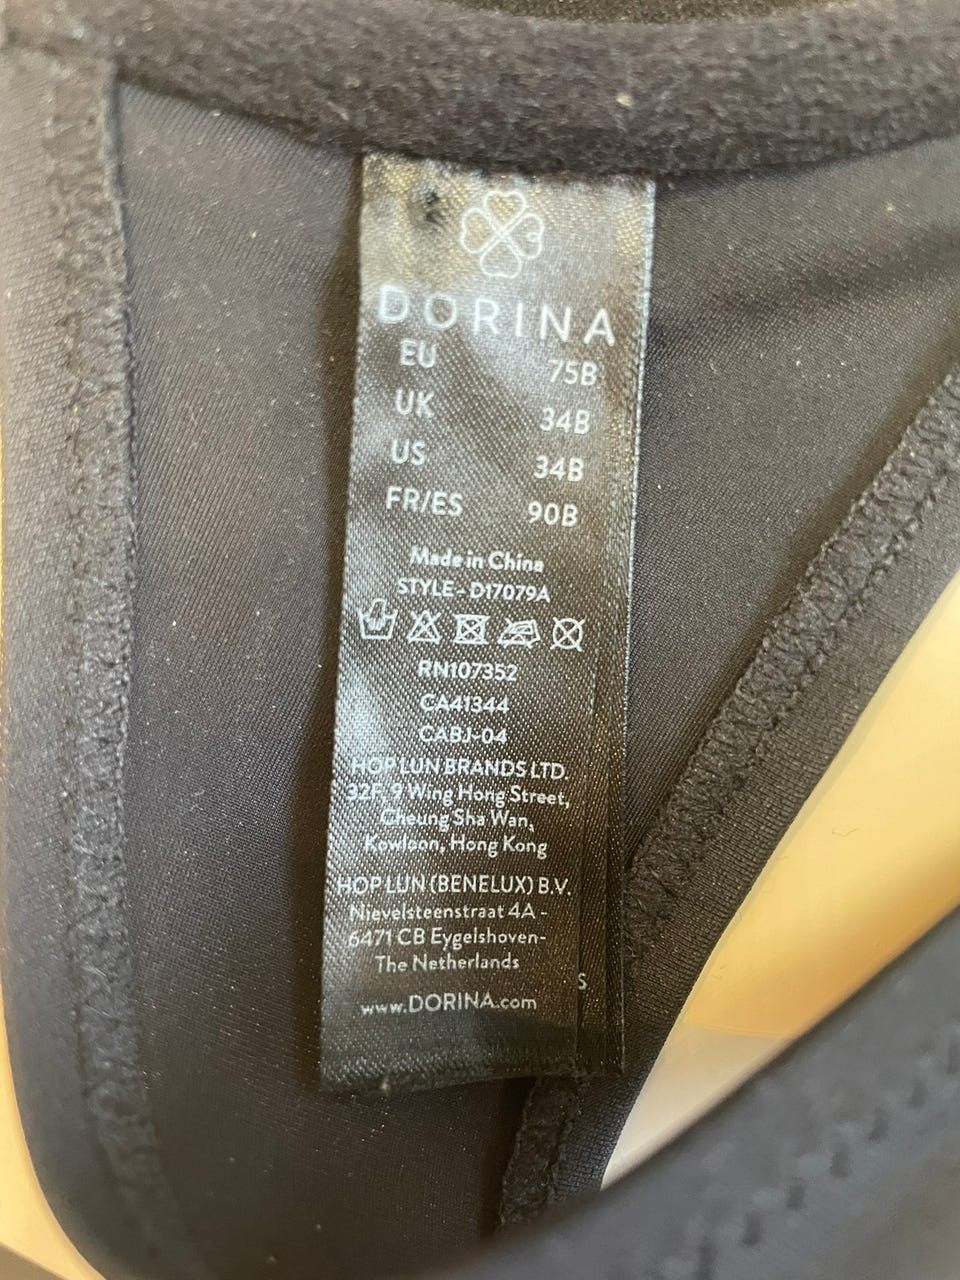 DORINA
EU 75B
UK 34B
US 34B
FR/ES 90B
Made in China
STYLE - D17079A
RN107352
CA41344
CABJ-04
HOP LUN BRANDS LTD
32F, 9 Wing Hong Street,
Cheung Sha Wan,
Kowloon, Hong Kong
HOP LUN (BENELUX) B.V.
Nievelsteenstraat 4A -
6471 CB Eygelshoven-
The Netherlands
www.DORINA.com
S